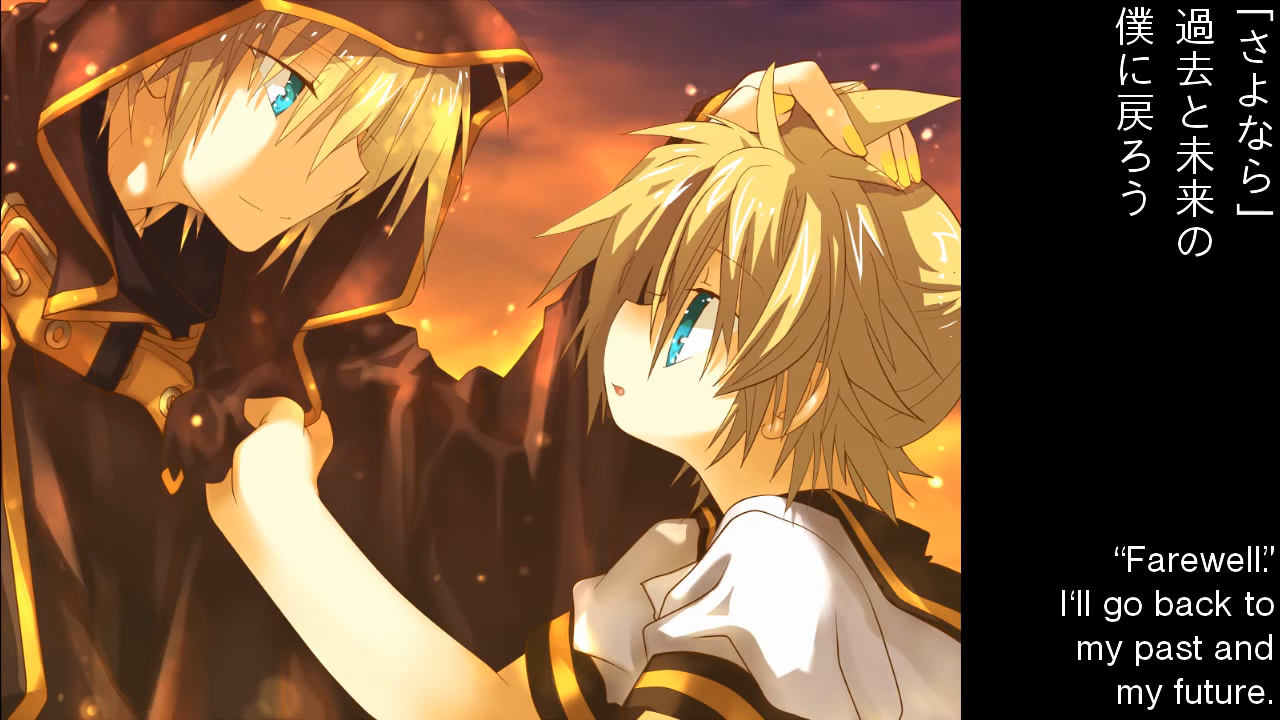 「さよなら」
過去と未来の
僕に戻ろう
“Farewell.”
I‘ll go back to
my past and
my future.